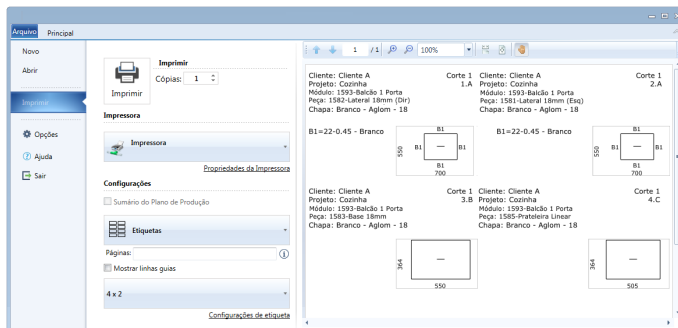 Arquivo Principal
Novo
Abrir
Imprimir
Opções
Ajuda
Sair
Imprimir
Imprimir
Cópias: 1
Impressora
Impressora
Propriedades da Impressora
Configurações
Sumário do Plano de Produção
Etiquetas
Páginas:
Mostrar linhas guias
4 x 2
Configurações de etiqueta
1 / 1 100%
Cliente: Cliente A Corte 1
Projeto: Cozinha 1.A
Módulo: 1593-Balcão 1 Porta
Peça: 1582-Lateral 18mm (Dir)
Chapa: Branco - Aglom - 18
B1=22-0.45 - Branco
B1
B1 B1
B1
550
700
Cliente: Cliente A Corte 1
Projeto: Cozinha 2.A
Módulo: 1593-Balcão 1 Porta
Peça: 1581-Lateral 18mm (Esq)
Chapa: Branco - Aglom - 18
B1=22-0.45 - Branco
B1
B1 B1
B1
550
700
Cliente: Cliente A Corte 1
Projeto: Cozinha 3.B
Módulo: 1593-Balcão 1 Porta
Peça: 1583-Base 18mm
Chapa: Branco - Aglom - 18
364
550
Cliente: Cliente A Corte 1
Projeto: Cozinha 4.C
Módulo: 1593-Balcão 1 Porta
Peça: 1585-Prateleira Linear
Chapa: Branco - Aglom - 18
364
505